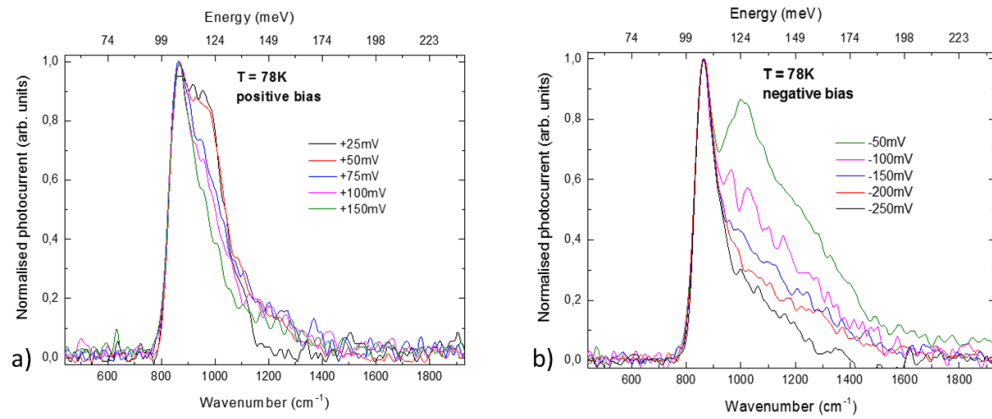 Energy (meV)
74 99 124 149 174 198 223
1,0
0,8
0,6
0,4
0,2
0,0
Normalised photocurrent (arb. units)
T = 78K
positive bias
+25mV
+50mV
+75mV
+100mV
+150mV
a)
600 800 1000 1200 1400 1600 1800
Wavenumber (cm-1)
Energy (meV)
74 99 124 149 174 198 223
1,0
0,8
0,6
0,4
0,2
0,0
Normalised photocurrent (arb. units)
T = 78K
negative bias
-50mV
-100mV
-150mV
-200mV
-250mV
b)
600 800 1000 1200 1400 1600 1800
Wavenumber (cm-1)